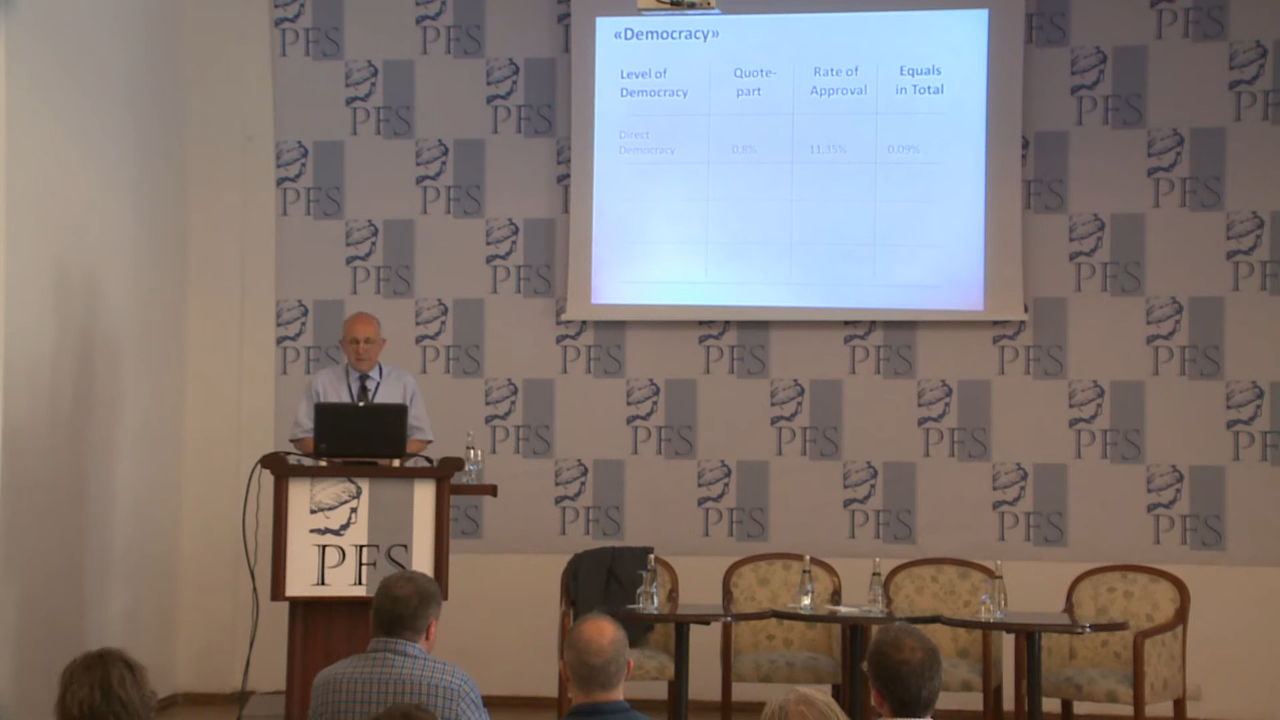 «Democracy»
Level of Democracy
Quote-part
Rate of Approval
Equals in Total
Direct Democracy
0,8%
11,35%
0,09%
PFS